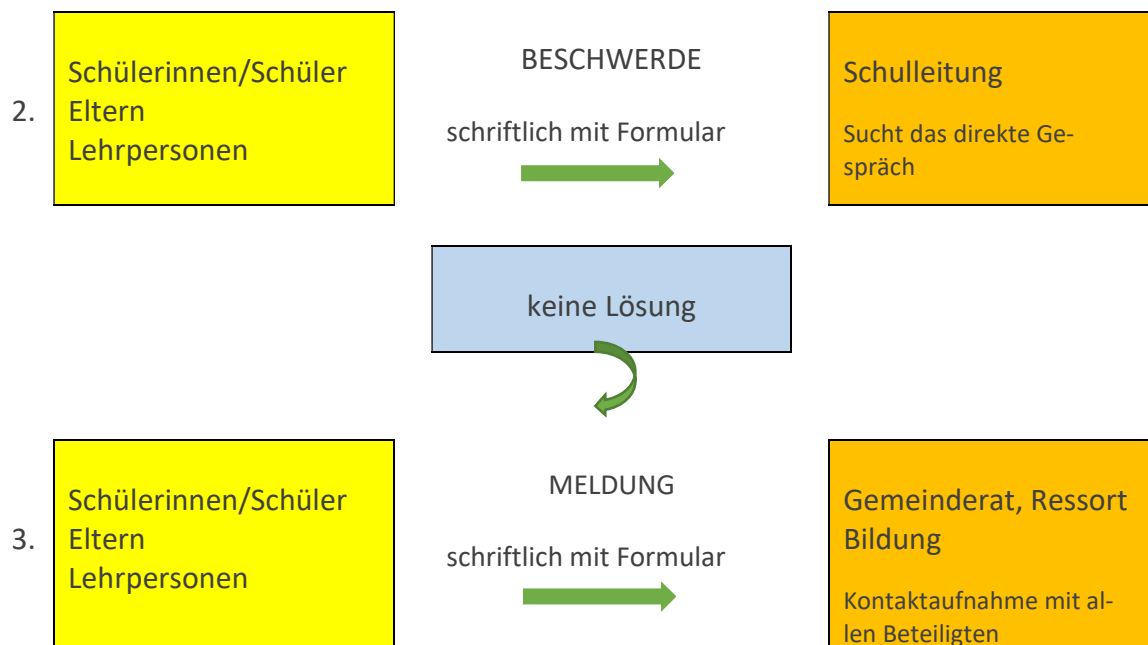 2.
Schülerinnen/Schüler
Eltern
Lehrpersonen
BESCHWERDE
schriftlich mit Formular
Schulleitung
Sucht das direkte Ge-
spräch
keine Lösung
3.
Schülerinnen/Schüler
Eltern
Lehrpersonen
MELDUNG
schriftlich mit Formular
Gemeinderat, Ressort
Bildung
Kontaktaufnahme mit al-
len Beteiligten